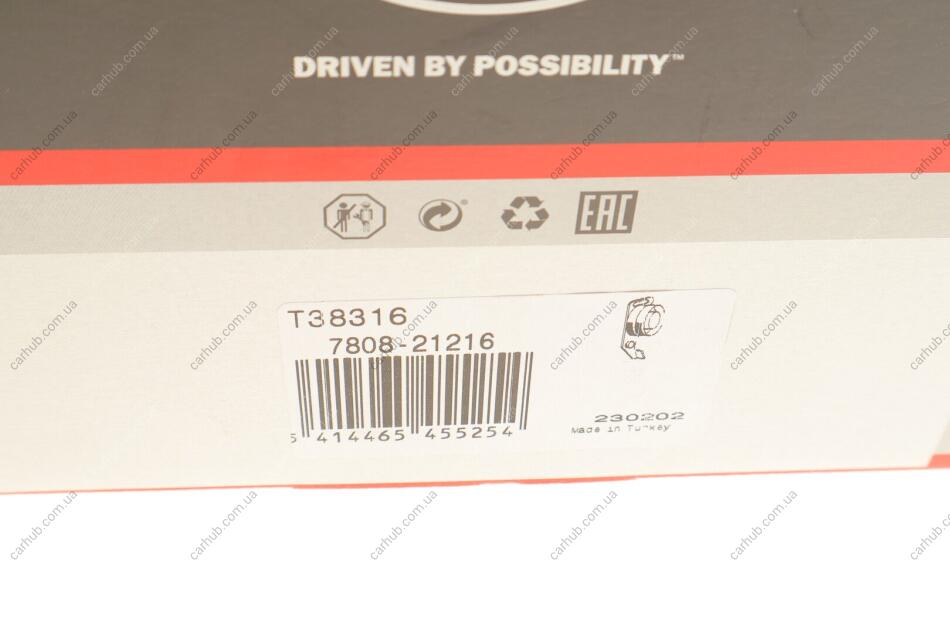 DRIVEN BY POSSIBILITY™
EAC
T38316
7808-21216
5 414465 455254
230202
Made in Turkey
carhub.com.ua